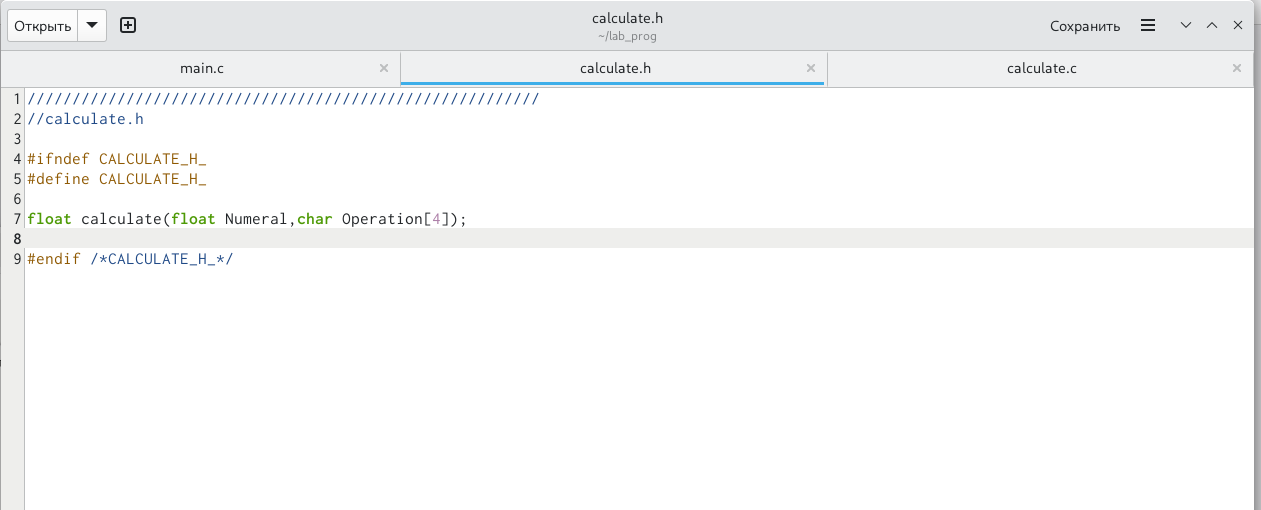 Открыть
calculate.h
~/lab_prog
Сохранить
main.c
calculate.h
calculate.c
1 /////////////////////////////////////////////////////////
2 //calculate.h
3
4 #ifndef CALCULATE_H_
5 #define CALCULATE_H_
6
7 float calculate(float Numeral,char Operation[4]);
8
9 #endif /*CALCULATE_H_*/